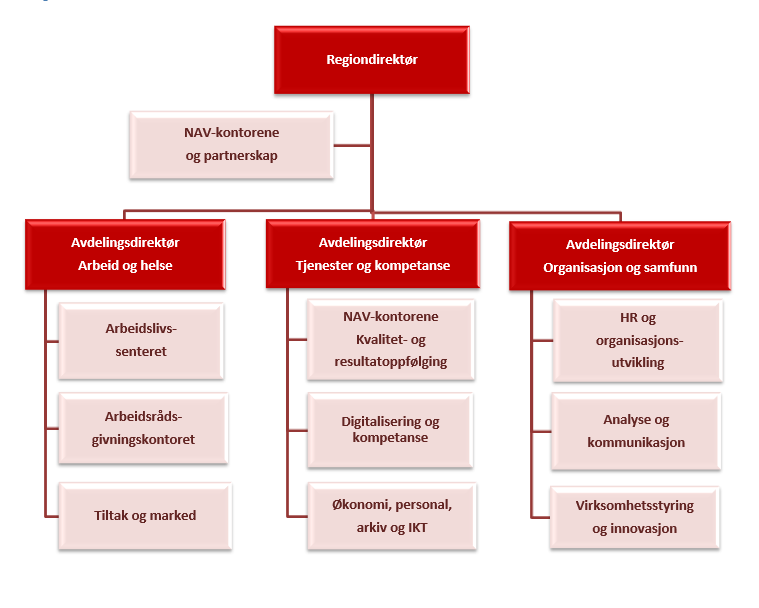 Regiondirektør
NAV-kontorene
og partnerskap
Avdelingsdirektør
Arbeid og helse
Arbeidslivs-
senteret
Arbeidsråds-
givningskontoret
Tiltak og marked
Avdelingsdirektør
Tjenester og kompetanse
NAV-kontorene
Kvalitet- og
resultatoppfølging
Digitalisering og
kompetanse
Økonomi, personal,
arkiv og IKT
Avdelingsdirektør
Organisasjon og samfunn
HR og
organisasjons-
utvikling
Analyse og
kommunikasjon
Virksomhetsstyring
og innovasjon